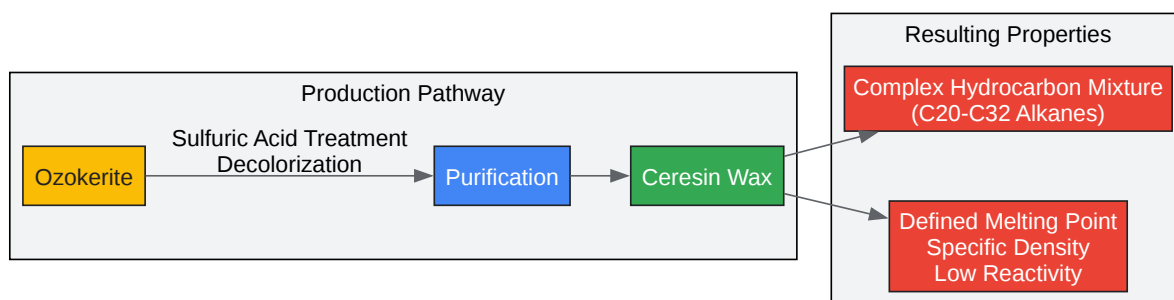 Resulting Properties
Production Pathway
Complex Hydrocarbon Mixture
(C20-C32 Alkanes)
Sulfuric Acid Treatment
Decolorization
Ozokerite
Purification
Ceresin Wax
Defined Melting Point
Specific Density
Low Reactivity